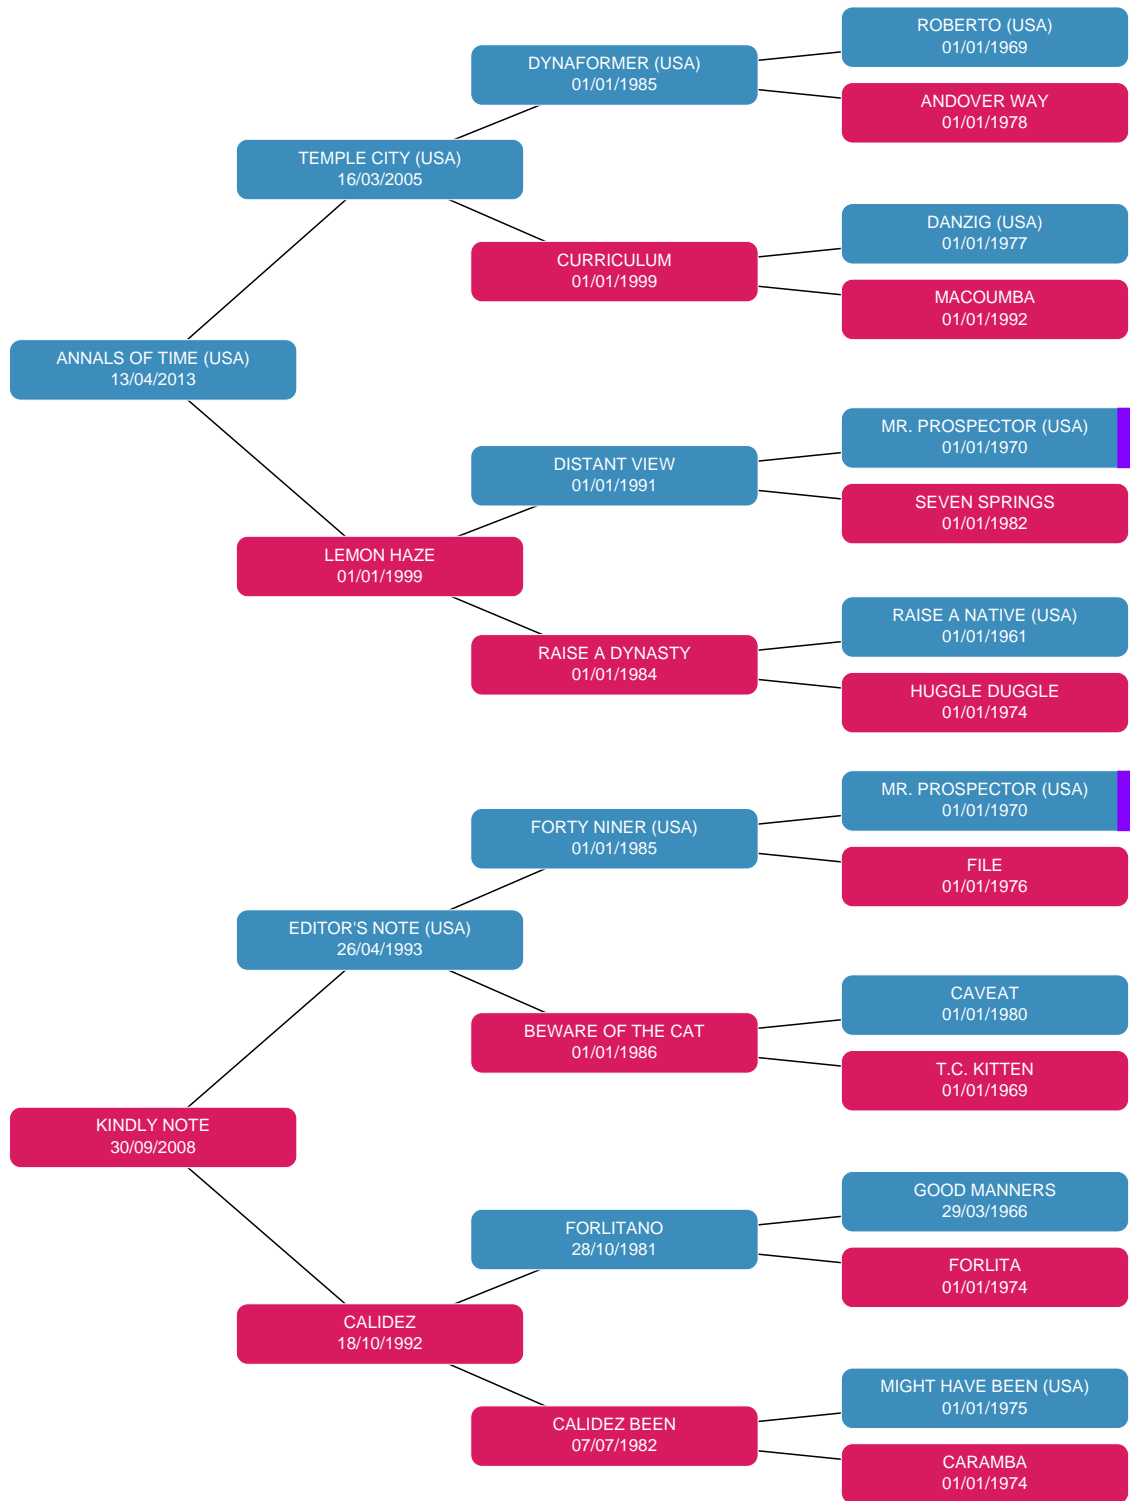 ROBERTO (USA)
01/01/1969
DYNAFORMER (USA)
01/01/1985
ANDOVER WAY
01/01/1978
TEMPLE CITY (USA)
16/03/2005
DANZIG (USA)
01/01/1977
CURRICULUM
01/01/1999
MACOUMBA
01/01/1992
ANNALS OF TIME (USA)
13/04/2013
MR. PROSPECTOR (USA)
01/01/1970
DISTANT VIEW
01/01/1991
SEVEN SPRINGS
01/01/1982
LEMON HAZE
01/01/1999
RAISE A NATIVE (USA)
01/01/1961
RAISE A DYNASTY
01/01/1984
HUGGLE DUGGLE
01/01/1974
MR. PROSPECTOR (USA)
01/01/1970
FORTY NINER (USA)
01/01/1985
FILE
01/01/1976
EDITOR'S NOTE (USA)
26/04/1993
CAVEAT
01/01/1980
BEWARE OF THE CAT
01/01/1986
T.C. KITTEN
01/01/1969
KINDLY NOTE
30/09/2008
GOOD MANNERS
29/03/1966
FORLITANO
28/10/1981
FORLITA
01/01/1974
CALIDEZ
18/10/1992
MIGHT HAVE BEEN (USA)
01/01/1975
CALIDEZ BEEN
07/07/1982
CARAMBA
01/01/1974